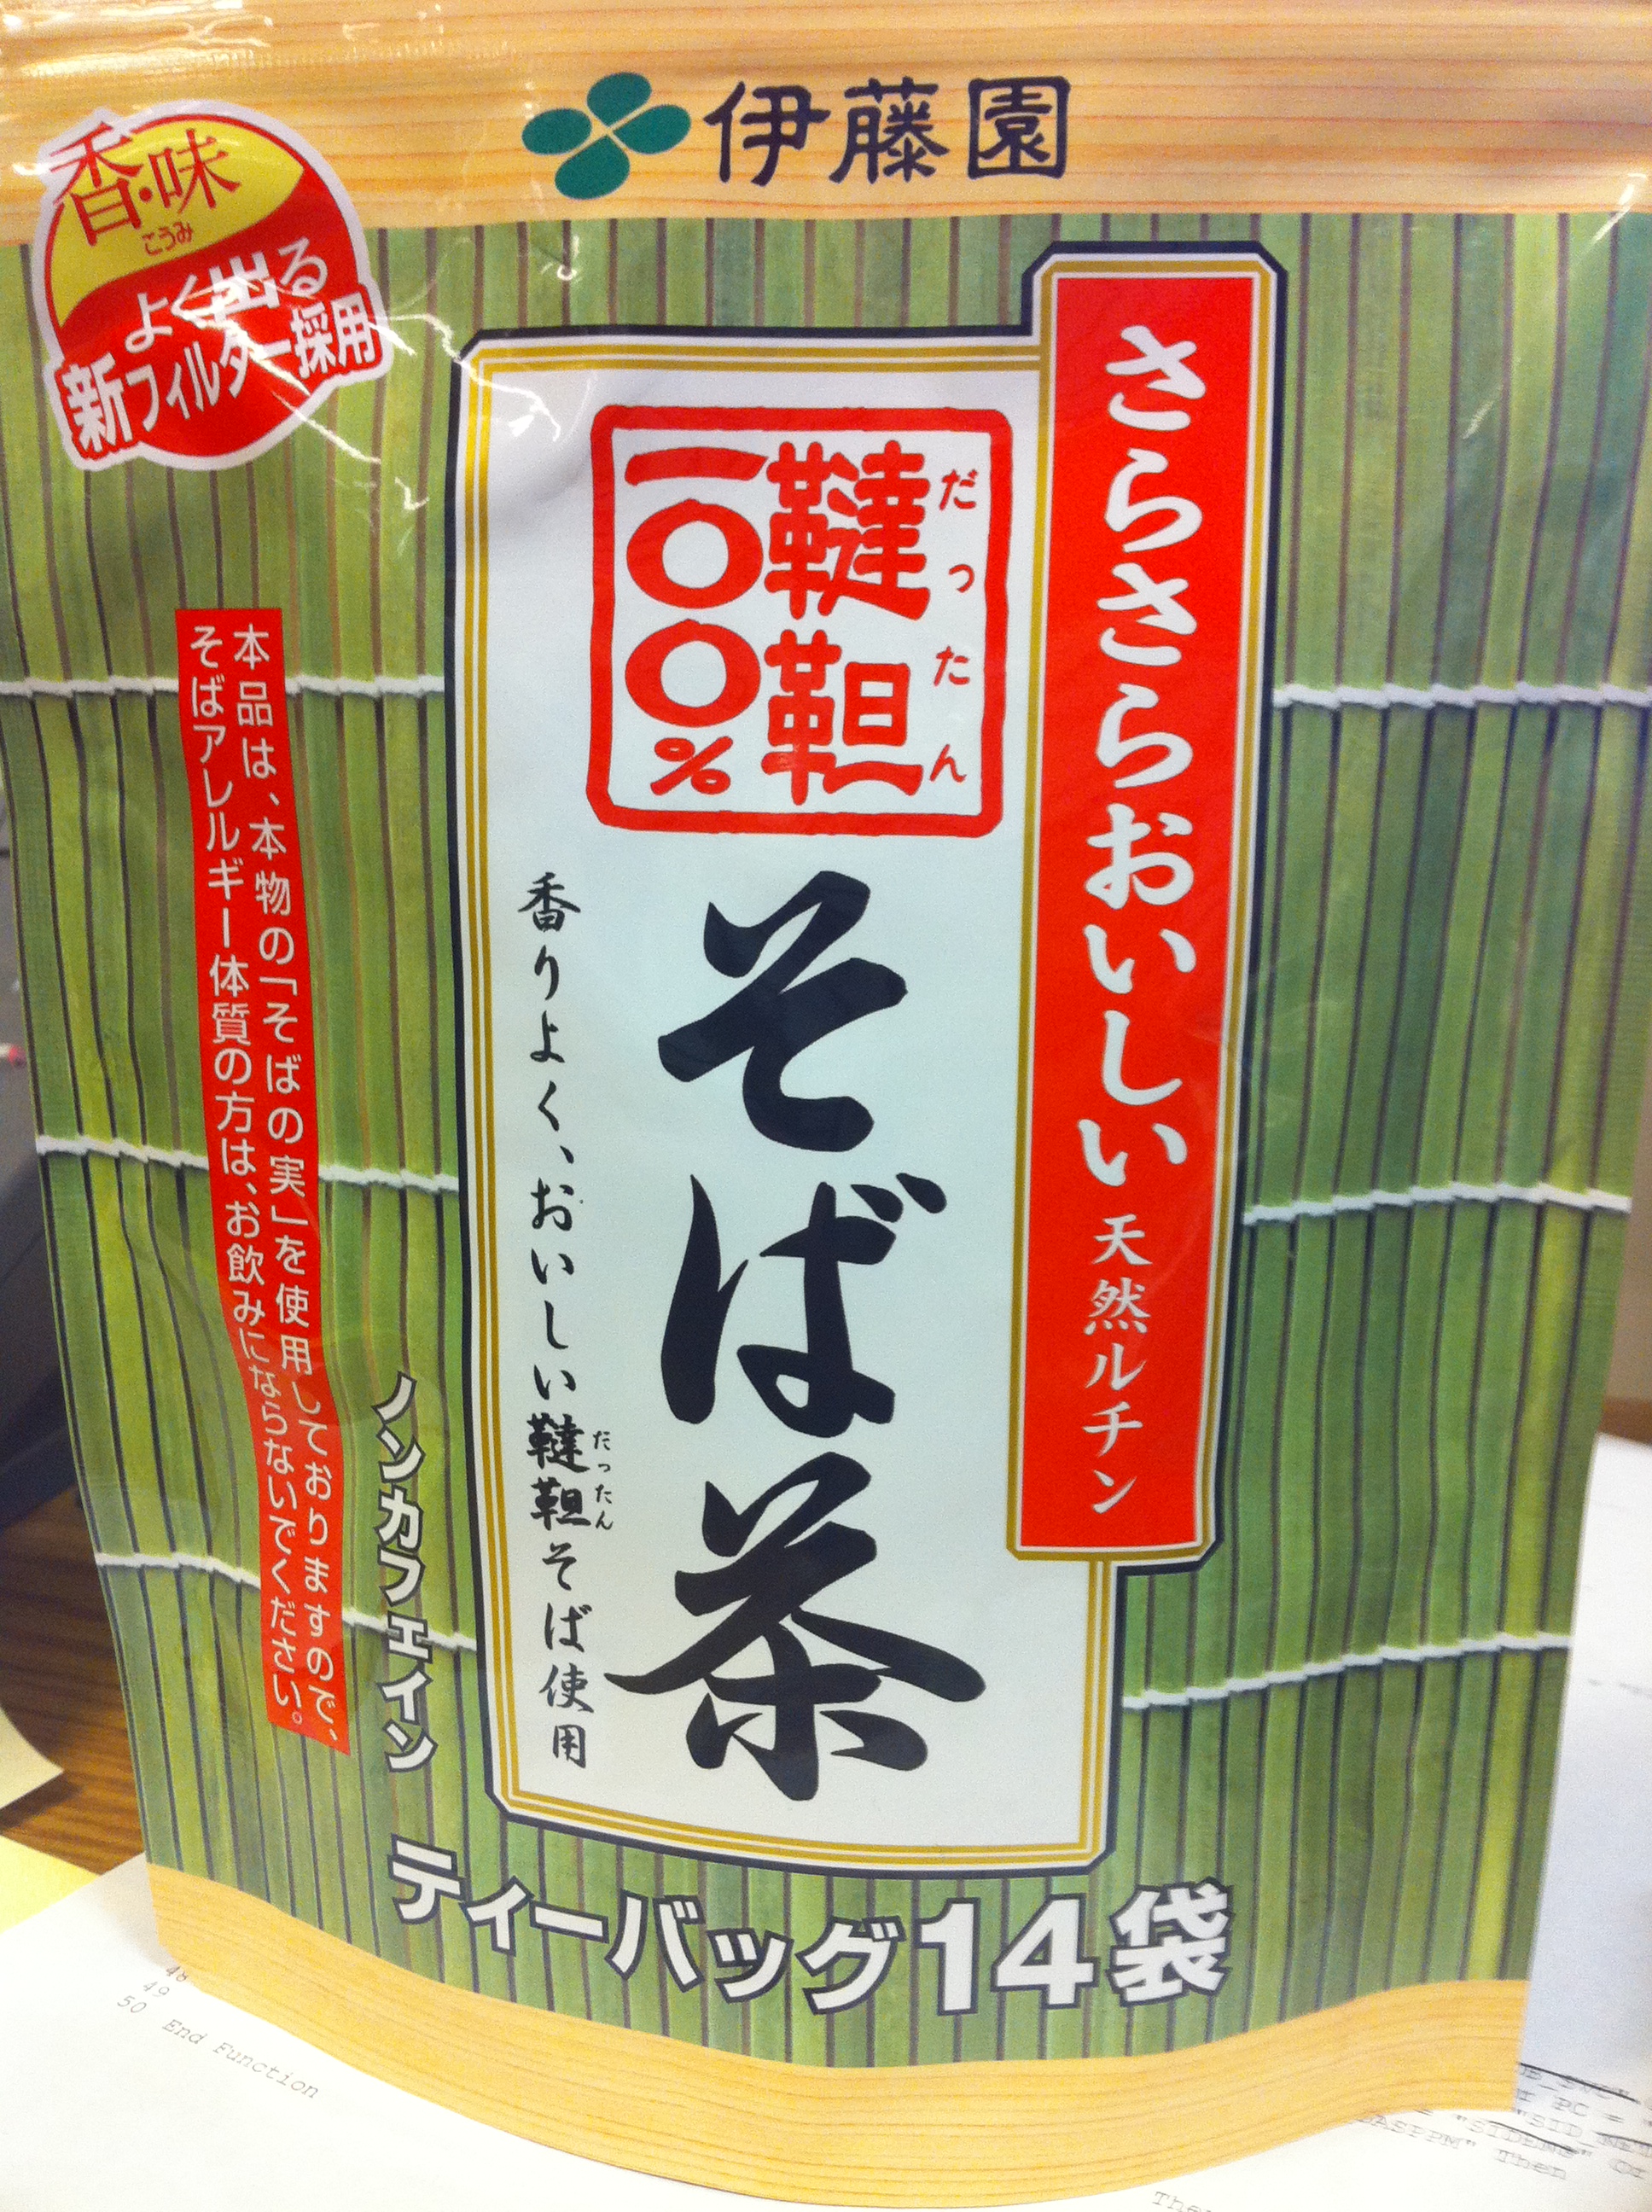 伊藤園
香・味
こうみ
よく出る
新フィルター採用
さらさらおいしい 天然ルチン
韃靼
だったん
一〇〇%
そば茶
香りよく、おいしい韃靼そば使用
だったん
本品は、本物の「そばの実」を使用しておりますので、
そばアレルギー体質の方は、お飲みにならないでください。
ノンカフェイン
ティーバッグ14袋
48
49
50 End Function
Then